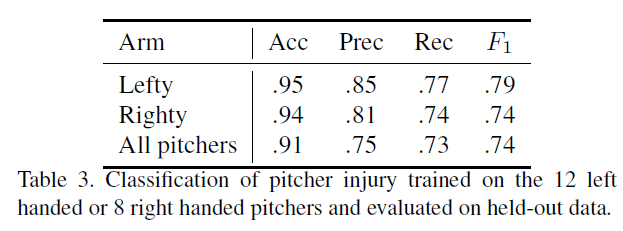 Arm Acc Prec Rec F1
Lefty .95 .85 .77 .79
Righty .94 .81 .74 .74
All pitchers .91 .75 .73 .74
Table 3. Classification of pitcher injury trained on the 12 left
handed or 8 right handed pitchers and evaluated on held-out data.